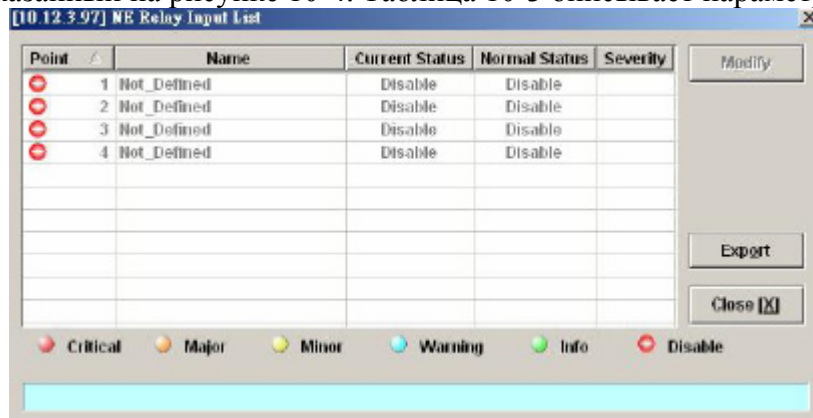 [10.12.3.97] NE Relay Input List
Point Name Current Status Normal Status Severity
1 Not_Defined Disable Disable
2 Not_Defined Disable Disable
3 Not_Defined Disable Disable
4 Not_Defined Disable Disable
Modify
Export
Close [X]
Critical Major Minor Warning Info Disable